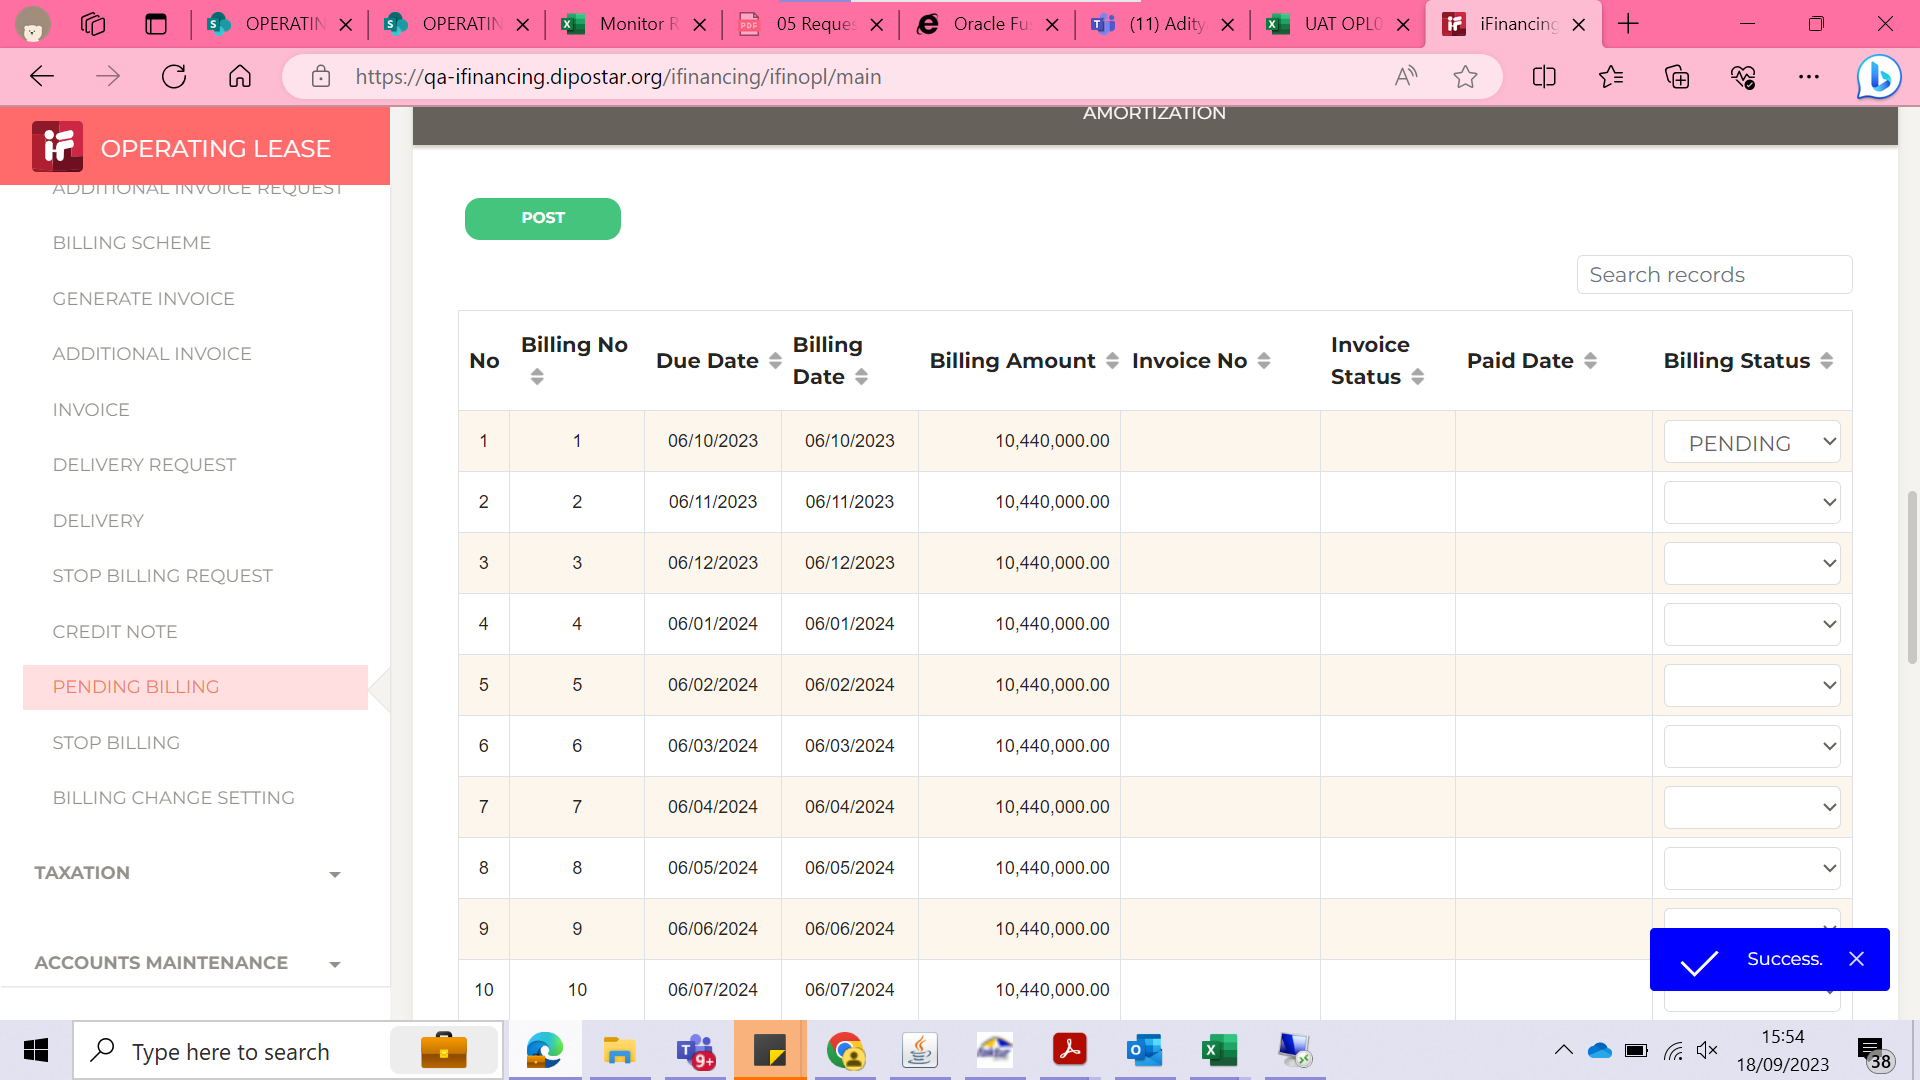 OPERATIN
OPERATIN
Monitor R
05 Reques
Oracle Fu
(11) Adity
UAT OPL0
iFinancing
https://qa-ifinancing.dipostar.org/ifinancing/ifinopl/main
OPERATING LEASE
ADDITIONAL INVOICE REQUEST
BILLING SCHEME
GENERATE INVOICE
ADDITIONAL INVOICE
INVOICE
DELIVERY REQUEST
DELIVERY
STOP BILLING REQUEST
CREDIT NOTE
PENDING BILLING
STOP BILLING
BILLING CHANGE SETTING
TAXATION
ACCOUNTS MAINTENANCE
AMORTIZATION
POST
Search records
No Billing No Due Date Billing Date Billing Amount Invoice No Invoice Status Paid Date Billing Status
1 1 06/10/2023 06/10/2023 10,440,000.00 PENDING
2 2 06/11/2023 06/11/2023 10,440,000.00
3 3 06/12/2023 06/12/2023 10,440,000.00
4 4 06/01/2024 06/01/2024 10,440,000.00
5 5 06/02/2024 06/02/2024 10,440,000.00
6 6 06/03/2024 06/03/2024 10,440,000.00
7 7 06/04/2024 06/04/2024 10,440,000.00
8 8 06/05/2024 06/05/2024 10,440,000.00
9 9 06/06/2024 06/06/2024 10,440,000.00
10 10 06/07/2024 06/07/2024 10,440,000.00
Success.
Type here to search
9+
15:54
18/09/2023
38